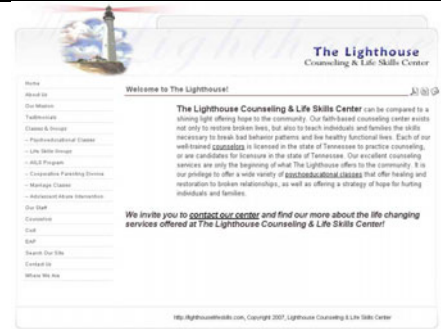 The Lighthouse
Counseling & Life Skills Center
Home
About Us
Our Mission
Testimonials
Classes & Groups
-- Psychoeducational Classes
-- Life Skills Groups
-- Cooperative Parenting Divorce
-- Marriage Classes
-- Adolescent Abuse Intervention
Our Staff
Counselors
Cost
EAP
Search Our Site
Contact Us
Where We Are
Welcome to The Lighthouse!
The Lighthouse Counseling & Life Skills Center can be compared to a
shining light offering hope to the community. Our faith-based counseling center exists
not only to restore broken lives, but also to teach individuals and families the skills
necessary to break bad behavior patterns and live healthy functional lives. Each of our
well-trained counselors is licensed in the state of Tennessee to practice counseling,
or are candidates for licensure in the state of Tennessee. Our excellent counseling
services are only the beginning of what The Lighthouse offers to the community. It is
our privilege to offer a wide variety of psychoeducational classes that offer healing and
restoration to broken relationships, as well as offering a strategy of hope for hurting
individuals and families.
We invite you to contact our center and find our more about the life changing
services offered at The Lighthouse Counseling & Life Skills Center!
http://lighthouselifeskills.com, Copyright 2007, Lighthouse Counseling & Life Skills Center